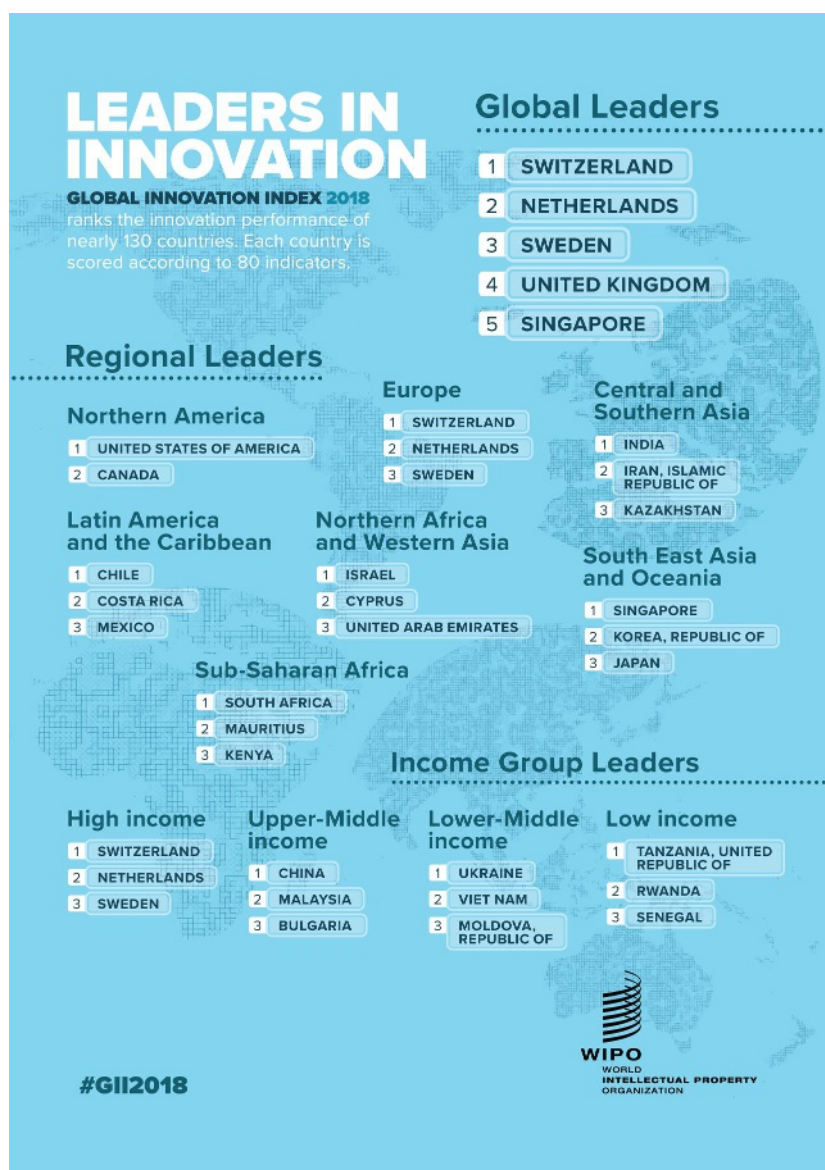 LEADERS IN
INNOVATION
GLOBAL INNOVATION INDEX 2018
ranks the innovation performance of
nearly 130 countries. Each country is
scored according to 80 indicators.
Global Leaders
1 SWITZERLAND
2 NETHERLANDS
3 SWEDEN
4 UNITED KINGDOM
5 SINGAPORE
Regional Leaders
Northern America
1 UNITED STATES OF AMERICA
2 CANADA
Europe
1 SWITZERLAND
2 NETHERLANDS
3 SWEDEN
Central and
Southern Asia
1 INDIA
2 IRAN, ISLAMIC
REPUBLIC OF
3 KAZAKHSTAN
Latin America
and the Caribbean
1 CHILE
2 COSTA RICA
3 MEXICO
Northern Africa
and Western Asia
1 ISRAEL
2 CYPRUS
3 UNITED ARAB EMIRATES
South East Asia
and Oceania
1 SINGAPORE
2 KOREA, REPUBLIC OF
3 JAPAN
Sub-Saharan Africa
1 SOUTH AFRICA
2 MAURITIUS
3 KENYA
Income Group Leaders
High income
1 SWITZERLAND
2 NETHERLANDS
3 SWEDEN
Upper-Middle
income
1 CHINA
2 MALAYSIA
3 BULGARIA
Lower-Middle
income
1 UKRAINE
2 VIET NAM
3 MOLDOVA,
REPUBLIC OF
Low income
1 TANZANIA, UNITED
REPUBLIC OF
2 RWANDA
3 SENEGAL
#GII2018
WIPO
WORLD
INTELLECTUAL PROPERTY
ORGANIZATION